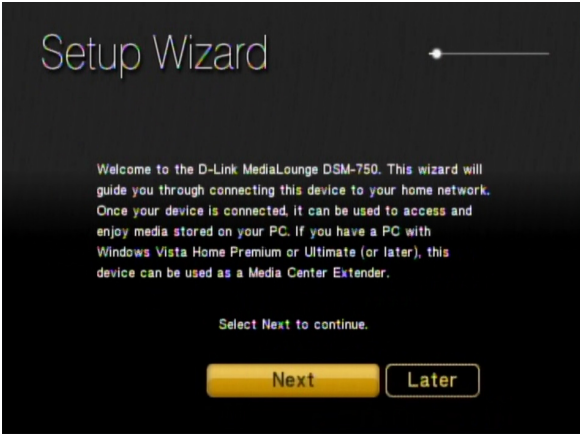 Setup Wizard
Welcome to the D-Link MediaLounge DSM-750. This wizard will
guide you through connecting this device to your home network.
Once your device is connected, it can be used to access and
enjoy media stored on your PC. If you have a PC with
Windows Vista Home Premium or Ultimate (or later), this
device can be used as a Media Center Extender.
Select Next to continue.
Next
Later